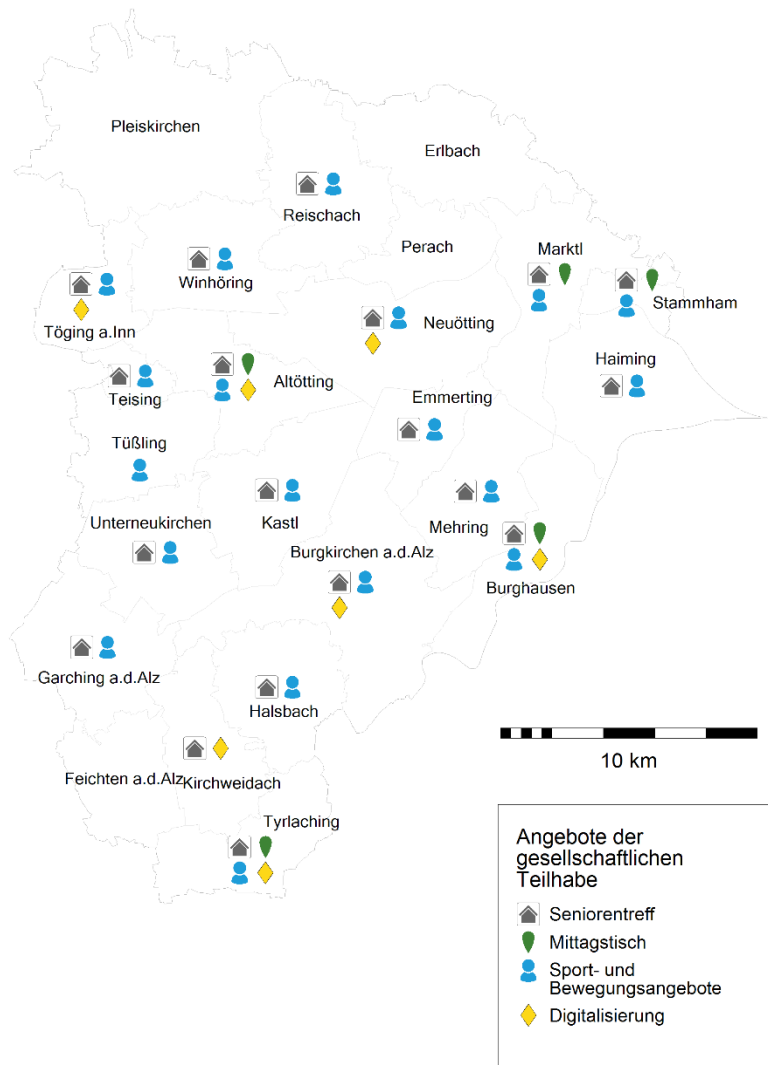 Pleiskirchen
Erlbach
Reischach
Perach
Marktl
Winhöring
Stammham
Töging a.Inn
Neuötting
Haiming
Altötting
Teising
Emmerting
Tüßling
Unterneukirchen
Kastl
Mehring
Burgkirchen a.d.Alz
Burghausen
Garching a.d.Alz
Halsbach
10 km
Feichten a.d.Alz
Kirchweidach
Tyrlaching
Angebote der
gesellschaftlichen
Teilhabe
Seniorentreff
Mittagstisch
Sport- und
Bewegungsangebote
Digitalisierung